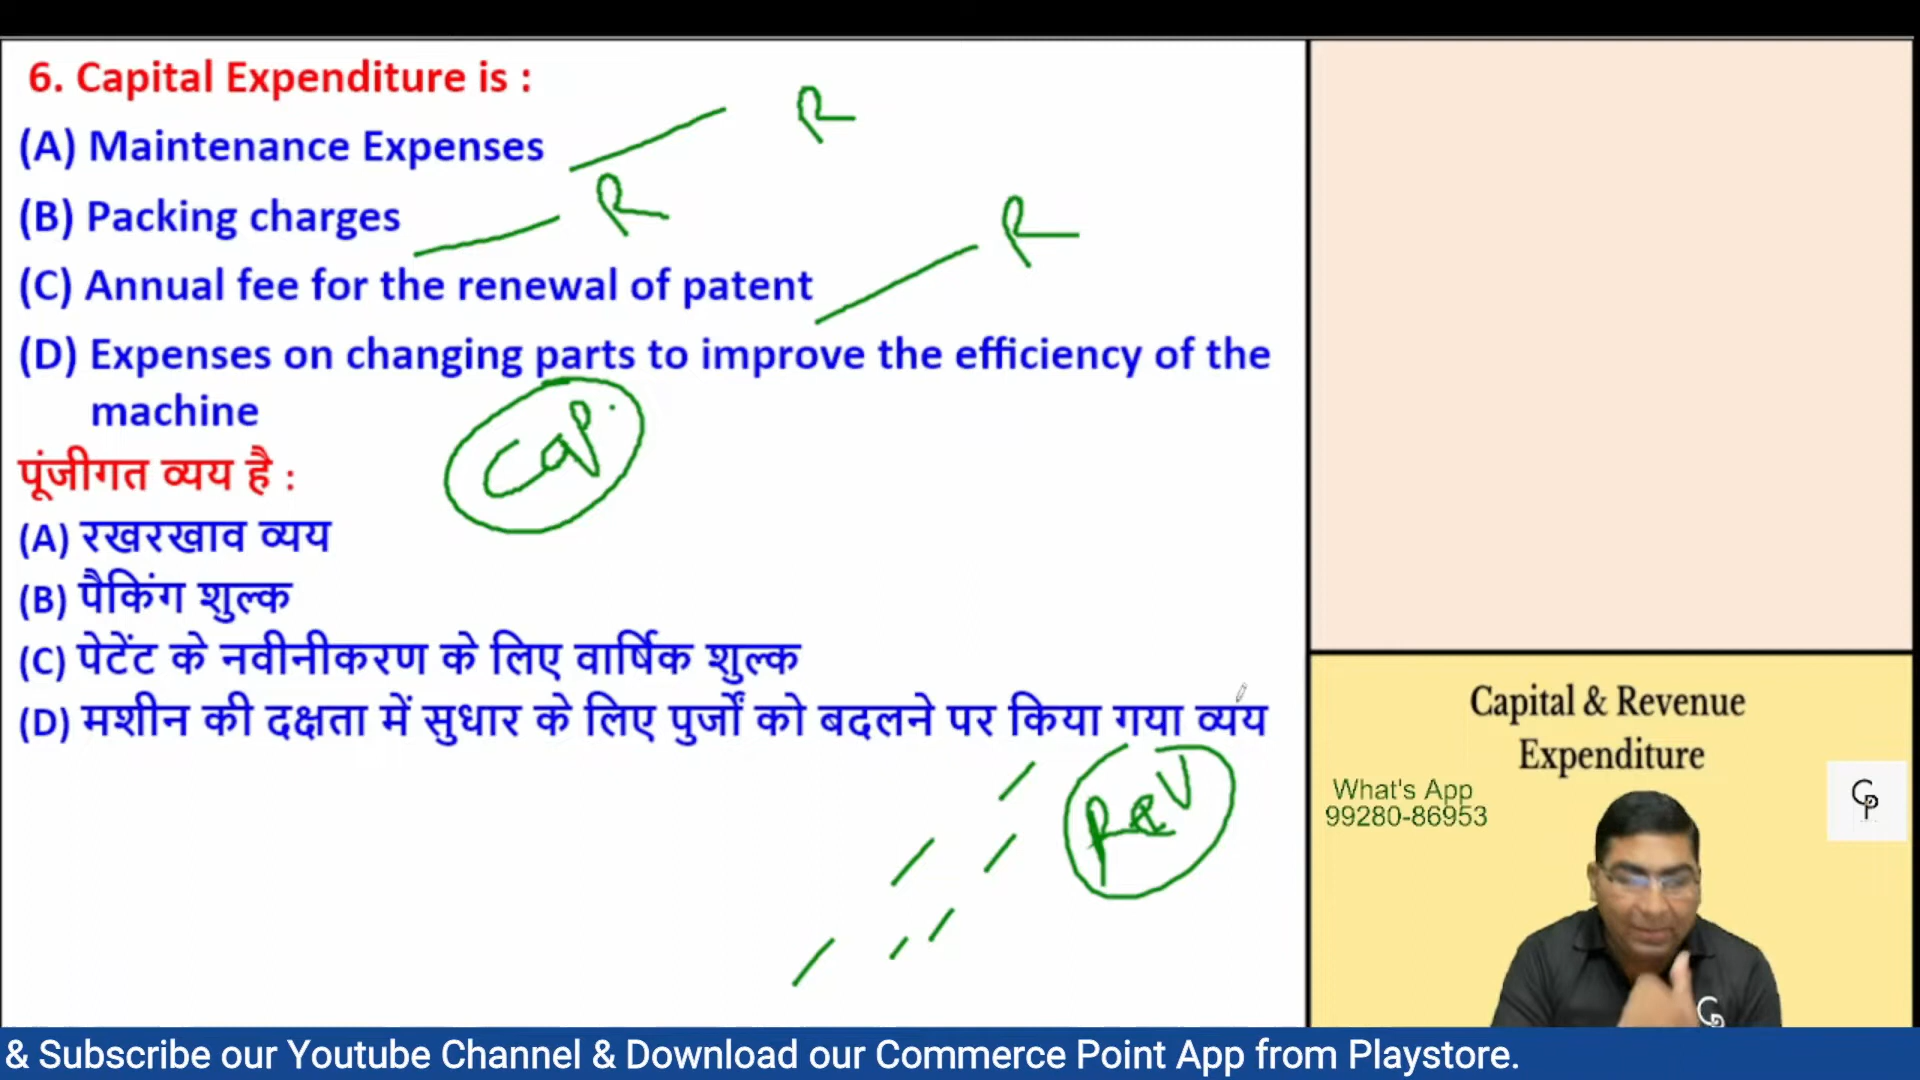 6. Capital Expenditure is :
(A) Maintenance Expenses
R
(B) Packing charges
R
(C) Annual fee for the renewal of patent
R
(D) Expenses on changing parts to improve the efficiency of the
machine
Cap.
पूंजीगत व्यय है :
(A) रखरखाव व्यय
(B) पैकिंग शुल्क
(C) पेटेंट के नवीनीकरण के लिए वार्षिक शुल्क
(D) मशीन की दक्षता में सुधार के लिए पुर्जों को बदलने पर किया गया व्यय
Rev
Capital & Revenue
Expenditure
What's App
99280-86953
CP
CP
& Subscribe our Youtube Channel & Download our Commerce Point App from Playstore.